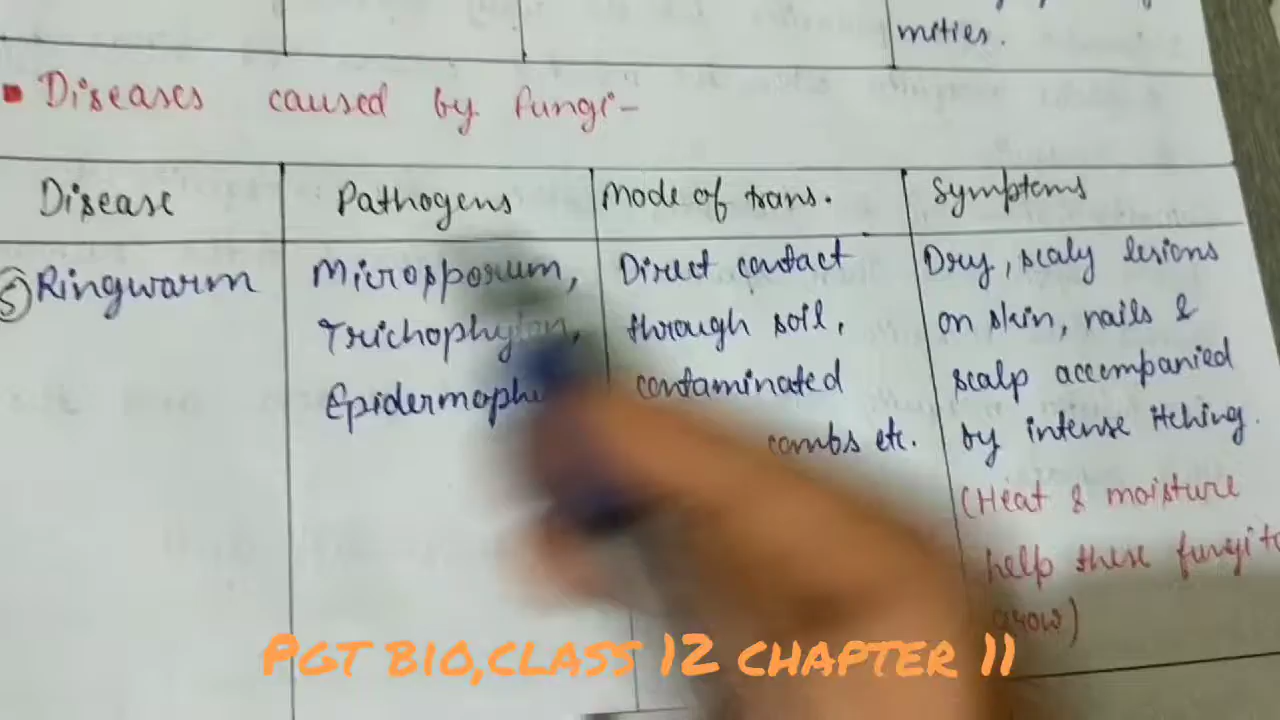 mities.
Diseases caused by fungi-
Disease
Pathogens
Mode of trans.
Symptoms
5 Ringwarm
Microsporum,
Trichophyton,
Direct contact
through soil,
contaminated
combs etc.
Dry, scaly lesions
on skin, nails &
scalp accompanied
by intense itching.
(Heat & moisture
help these fungi to
grow)
PGT BIO,CLASS 12 CHAPTER 11